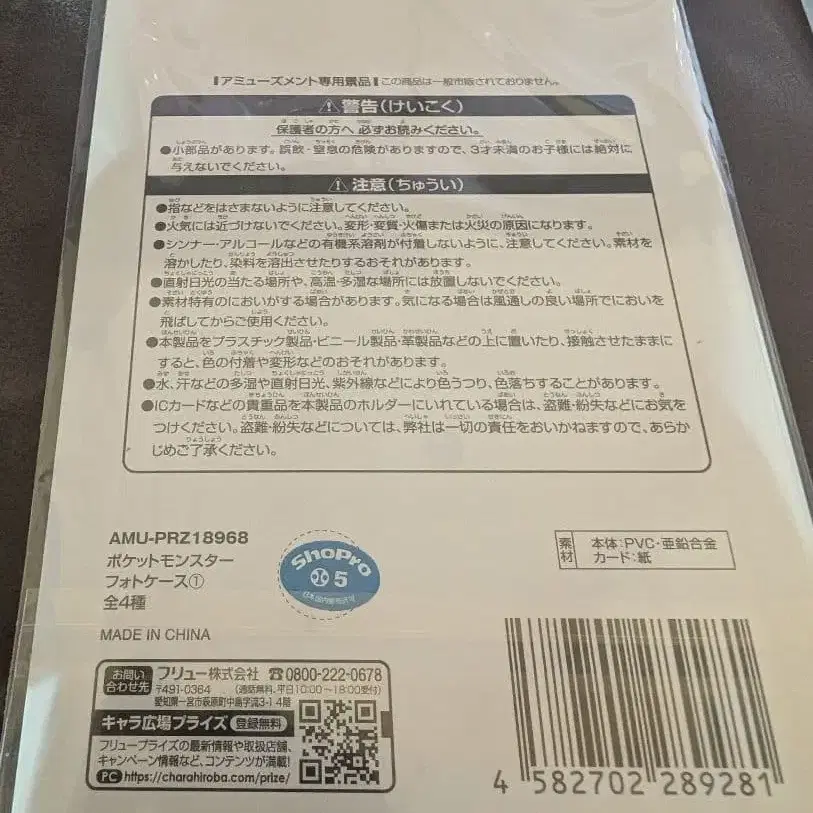 アミューズメント専用景品 この商品は一般市販されておりません。
⚠警告(けいこく)
保護者の方へ 必ずお読みください。
●小部品があります。誤飲・窒息の危険がありますので、3才未満のお子様には絶対に
与えないでください。
⚠注意(ちゅうい)
●指などをはさまないように注意してください。
●火気には近づけないでください。変形・変質・火傷または火災の原因になります。
●シンナー・アルコールなどの有機系溶剤が付着しないように、注意してください。素材を
溶かしたり、染料を溶出させたりするおそれがあります。
●直射日光の当たる場所や、高温・多湿な場所には放置しないでください。
●素材特有のにおいがする場合があります。気になる場合は風通しの良い場所でにおいを
飛ばしてからご使用ください。
●本製品をプラスチック製品・ビニール製品・革製品などの上に置いたり、接触させたままに
すると、色の付着や変形などのおそれがあります。
●水、汗などの多湿や直射日光、紫外線などにより色うつり、色落ちすることがあります。
●ICカードなどの貴重品を本製品のホルダーにいれている場合は、盗難・紛失などにお気を
つけください。盗難・紛失などについては、弊社は一切の責任をおいかねますので、あらか
じめご了承ください。
AMU-PRZ18968
ポケットモンスター
フォトケース①
全4種
MADE IN CHINA
ShoPro
5
素材
本体:PVC・亜鉛合金
カード:紙
お問い合わせ先
フリュー株式会社 ☎0800-222-0678
〒491-0364 (通話無料、平日10:00~18:00受付)
愛知県一宮市萩原町中島字流3-1 4階
キャラ広場プライズ 登録無料
フリュープライズの最新情報や取扱店舗、
キャンペーン情報など、コンテンツが満載!
PC https://charahiroba.com/prize/
4 582702 289281